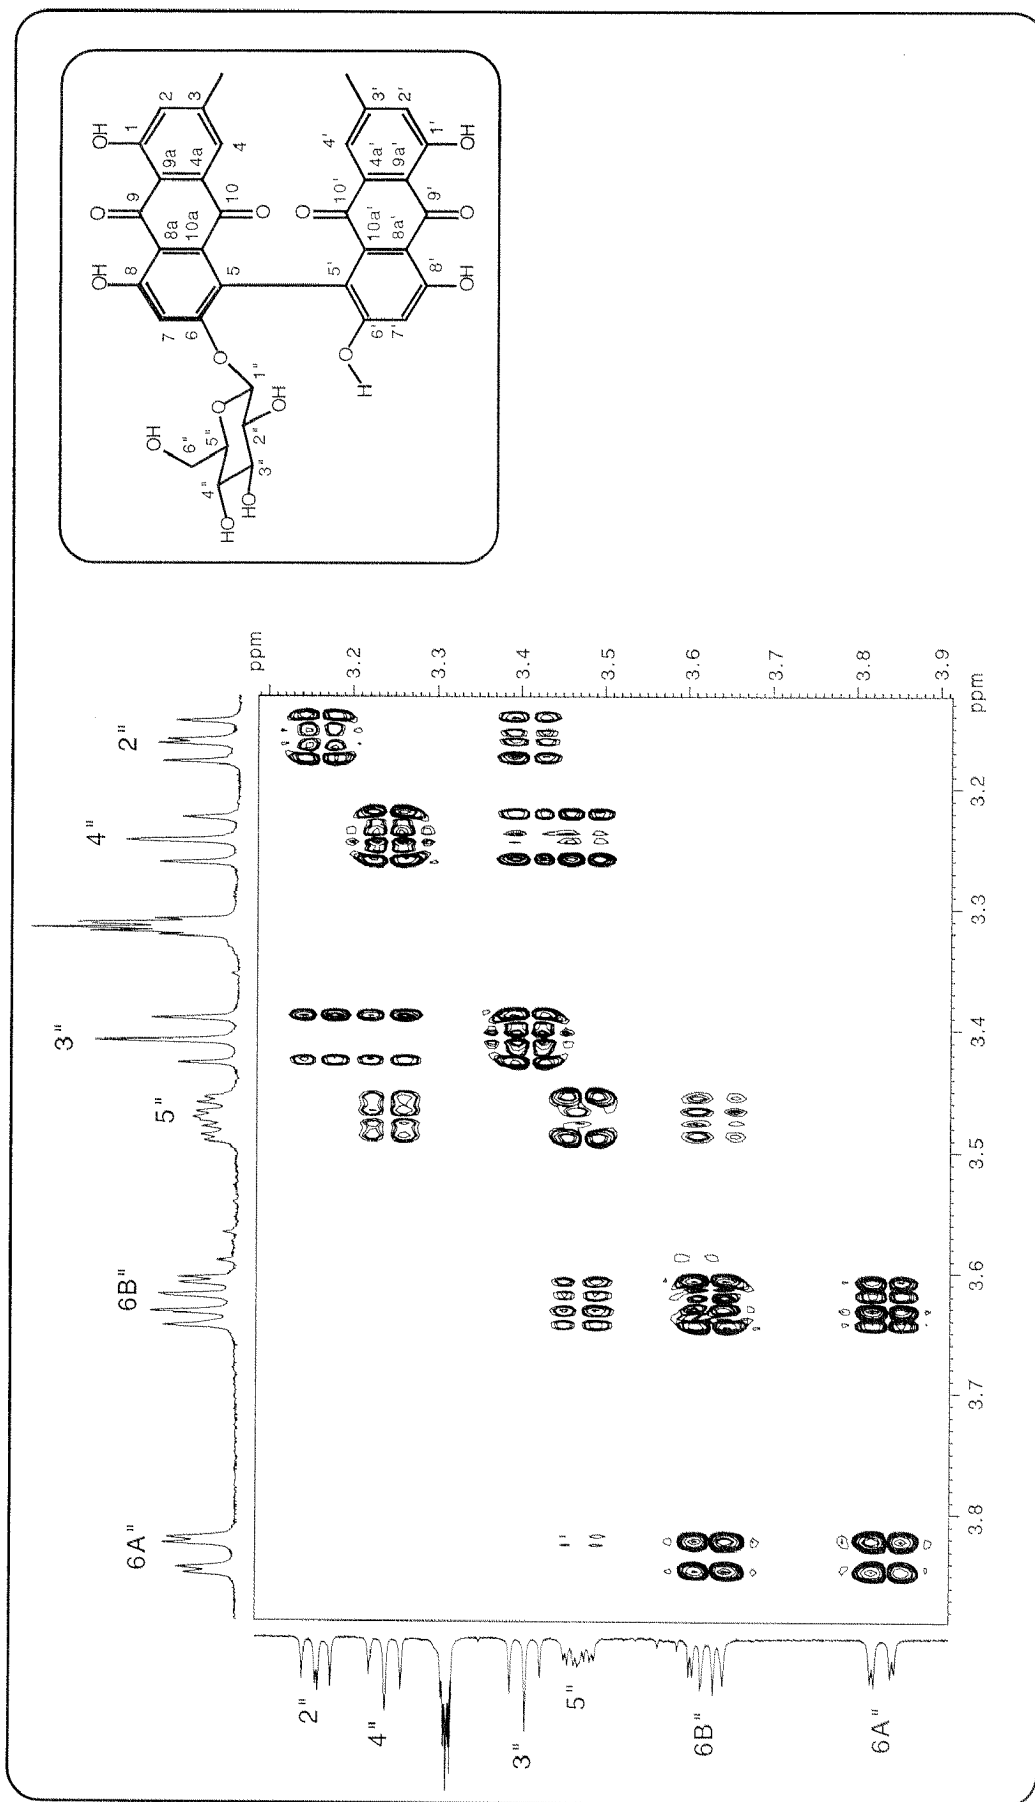 6A"
6B"
5"
3"
4"
2"
2"
4"
3"
5"
6B"
6A"
ppm
3.2
3.3
3.4
3.5
3.6
3.7
3.8
3.9
3.8
3.7
3.6
3.5
3.4
3.3
3.2
ppm
OH
O
OH
8
9
1
8a
9a
2
7
10a
4a
3
6
5
10
4
O
O
OH
6"
5"
O
1"
4"
2"
OH
3"
HO
HO
O
10'
4'
5'
10a'
4a'
3'
6'
8a'
9a'
2'
O
7'
8'
9'
1'
H
OH
O
OH